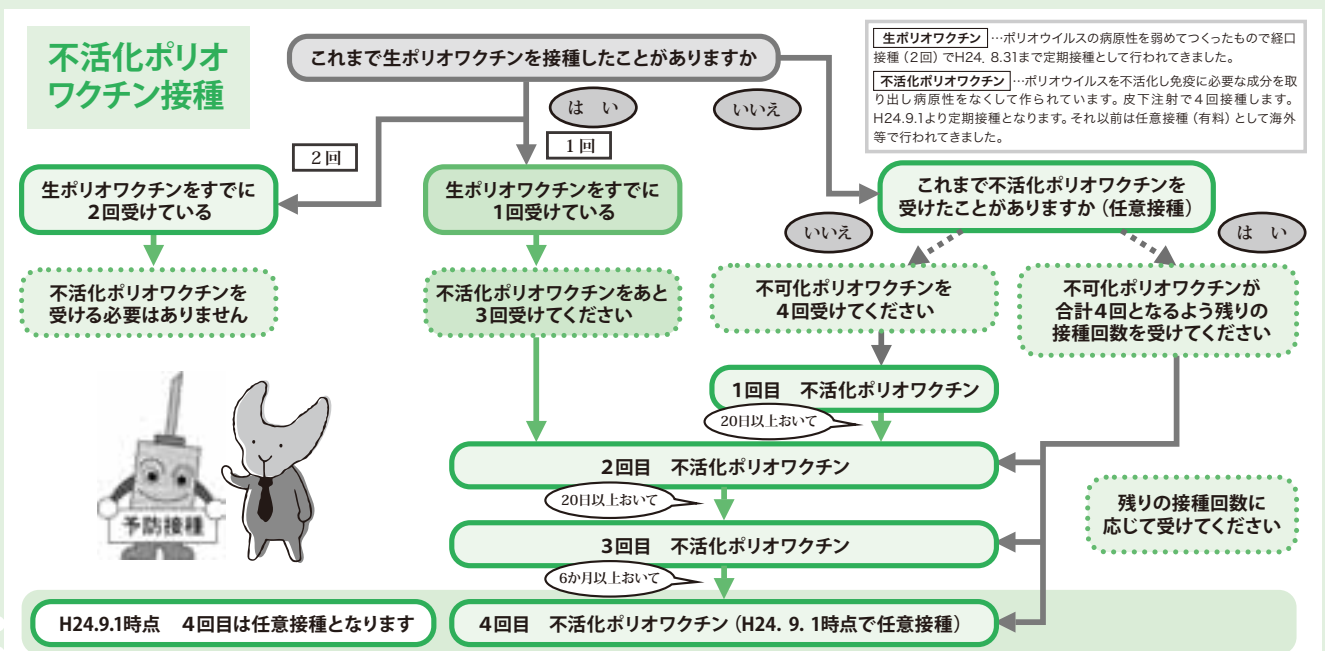 不活化ポリオ
ワクチン接種
これまで生ポリオワクチンを接種したことがありますか
生ポリオワクチン…ポリオウイルスの病原性を弱めてつくったもので経口
接種（2回）でH24. 8.31まで定期接種として行われてきました。
不活化ポリオワクチン…ポリオウイルスを不活化し免疫に必要な成分を取
り出し病原性をなくして作られています。皮下注射で４回接種します。
H24.9.1より定期接種となります。それ以前は任意接種（有料）として海外
等で行われてきました。
は　い
いいえ
2回
1回
生ポリオワクチンをすでに
2回受けている
生ポリオワクチンをすでに
1回受けている
これまで不活化ポリオワクチンを
受けたことがありますか（任意接種）
いいえ
は　い
不活化ポリオワクチンを
受ける必要はありません
不活化ポリオワクチンをあと
3回受けてください
不可化ポリオワクチンを
４回受けてください
不可化ポリオワクチンが
合計４回となるよう残りの
接種回数を受けてください
1回目　不活化ポリオワクチン
20日以上おいて
2回目　不活化ポリオワクチン
20日以上おいて
残りの接種回数に
応じて受けてください
3回目　不活化ポリオワクチン
6か月以上おいて
予防接種
H24.9.1時点　４回目は任意接種となります
４回目　不活化ポリオワクチン（H24. 9. 1時点で任意接種）